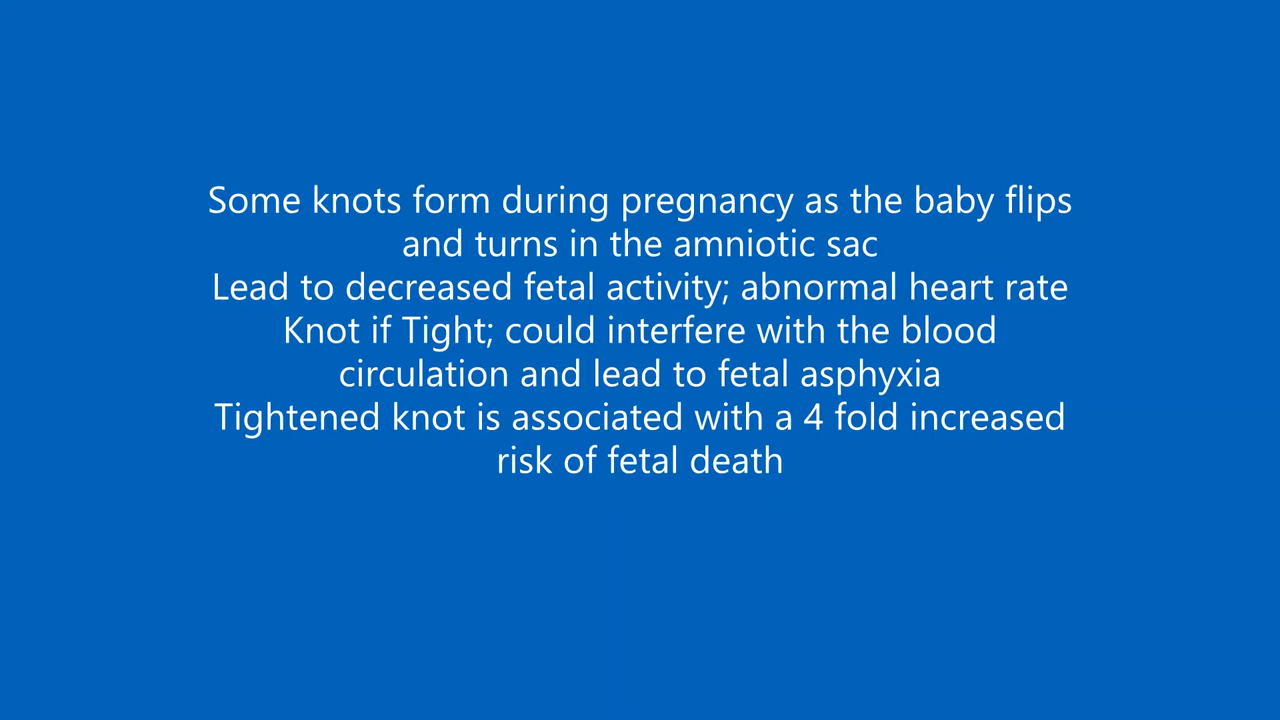 Some knots form during pregnancy as the baby flips
and turns in the amniotic sac
Lead to decreased fetal activity; abnormal heart rate
Knot if Tight; could interfere with the blood
circulation and lead to fetal asphyxia
Tightened knot is associated with a 4 fold increased
risk of fetal death